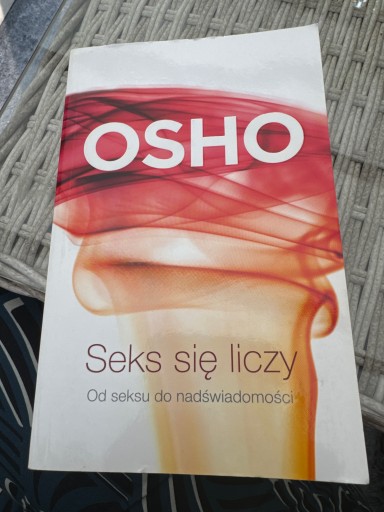 OSHO
Seks się liczy
Od seksu do nadświadomości